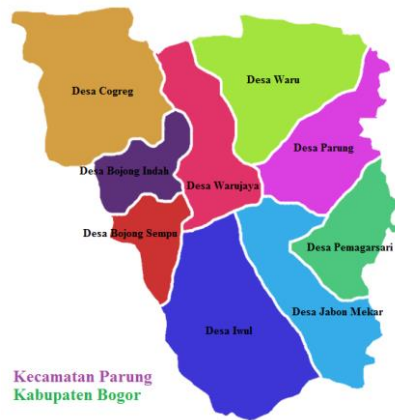 Desa Cogreg
Desa Waru
Desa Parung
Desa Bojong Indah
Desa Warujaya
Desa Bojong Sempu
Desa Pemagarsari
Desa Jabon Mekar
Desa Iwul
Kecamatan Parung
Kabupaten Bogor